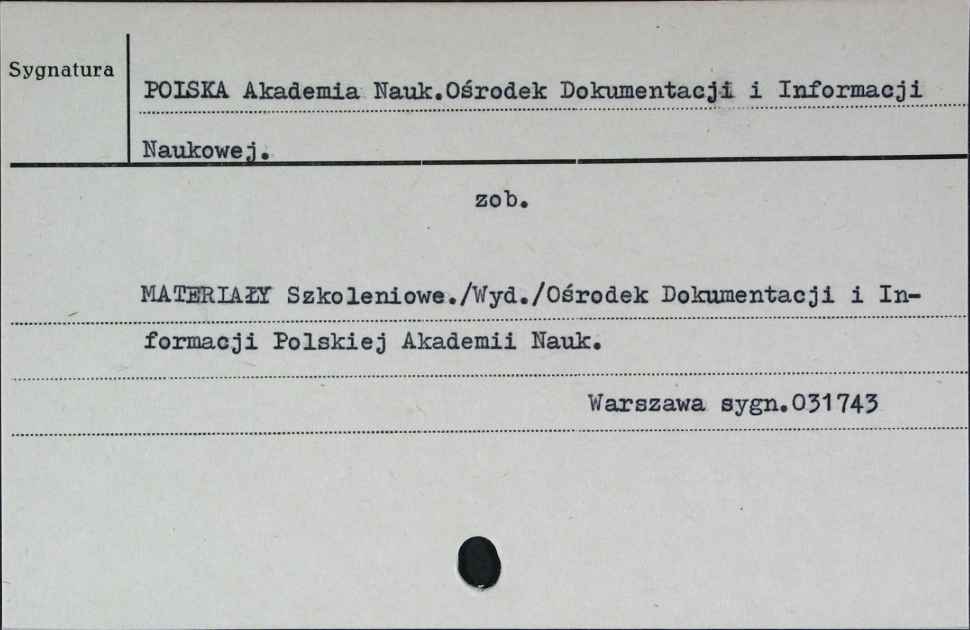 Sygnatura
POLSKA Akademia Nauk.Ośrodek Dokumentacji i Informacji
Naukowej.
zob.
MATERIAŁY Szkoleniowe./Wyd./Ośrodek Dokumentacji i In-
formacji Polskiej Akademii Nauk.
Warszawa sygn.031743